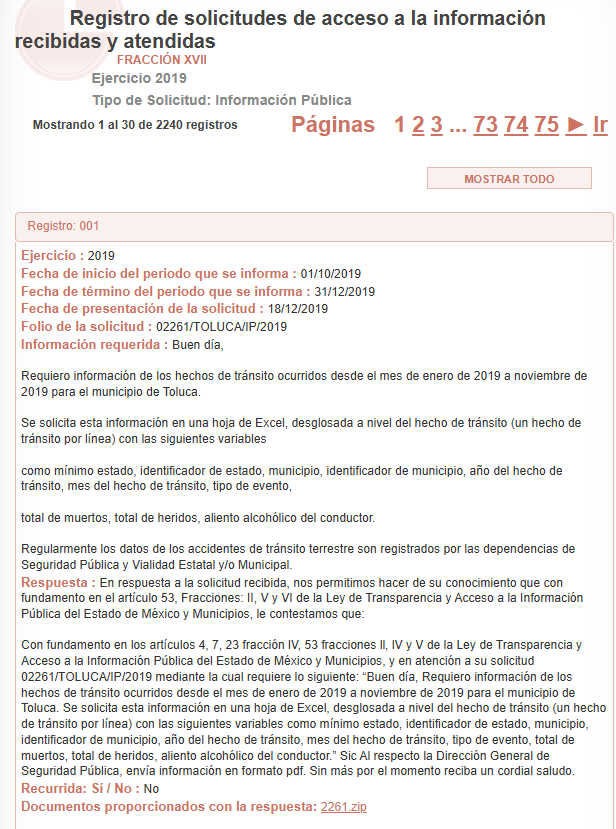 Registro de solicitudes de acceso a la información
recibidas y atendidas
FRACCIÓN XVII
Ejercicio 2019
Tipo de Solicitud: Información Pública
Mostrando 1 al 30 de 2240 registros Páginas 1 2 3 ... 73 74 75 ► Ir
MOSTRAR TODO
Registro: 001
Ejercicio : 2019
Fecha de inicio del periodo que se informa : 01/10/2019
Fecha de término del periodo que se informa : 31/12/2019
Fecha de presentación de la solicitud : 18/12/2019
Folio de la solicitud : 02261/TOLUCA/IP/2019
Información requerida : Buen día,
Requiero información de los hechos de tránsito ocurridos desde el mes de enero de 2019 a noviembre de
2019 para el municipio de Toluca.
Se solicita esta información en una hoja de Excel, desglosada a nivel del hecho de tránsito (un hecho de
tránsito por línea) con las siguientes variables
como mínimo estado, identificador de estado, municipio, identificador de municipio, año del hecho de
tránsito, mes del hecho de tránsito, tipo de evento,
total de muertos, total de heridos, aliento alcohólico del conductor.
Regularmente los datos de los accidentes de tránsito terrestre son registrados por las dependencias de
Seguridad Pública y Vialidad Estatal y/o Municipal.
Respuesta : En respuesta a la solicitud recibida, nos permitimos hacer de su conocimiento que con
fundamento en el artículo 53, Fracciones: II, V y VI de la Ley de Transparencia y Acceso a la Información
Pública del Estado de México y Municipios, le contestamos que:
Con fundamento en los artículos 4, 7, 23 fracción IV, 53 fracciones II, IV y V de la Ley de Transparencia y
Acceso a la Información Pública del Estado de México y Municipios, y en atención a su solicitud
02261/TOLUCA/IP/2019 mediante la cual requiere lo siguiente: “Buen día, Requiero información de los
hechos de tránsito ocurridos desde el mes de enero de 2019 a noviembre de 2019 para el municipio de
Toluca. Se solicita esta información en una hoja de Excel, desglosada a nivel del hecho de tránsito (un hecho
de tránsito por línea) con las siguientes variables como mínimo estado, identificador de estado, municipio,
identificador de municipio, año del hecho de tránsito, mes del hecho de tránsito, tipo de evento, total de
muertos, total de heridos, aliento alcohólico del conductor.” Sic Al respecto la Dirección General de
Seguridad Pública, envía información en formato pdf. Sin más por el momento reciba un cordial saludo.
Recurrida: Sí / No : No
Documentos proporcionados con la respuesta: 2261.zip